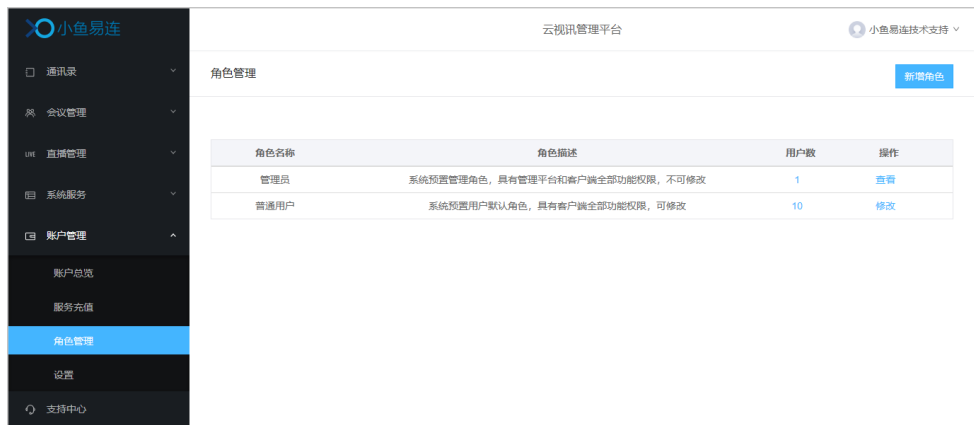 小鱼易连
云视讯管理平台
小鱼易连技术支持
通讯录
角色管理
新增角色
会议管理
LIVE 直播管理
系统服务
账户管理
账户总览
服务充值
角色管理
设置
支持中心
角色名称 角色描述 用户数 操作
管理员 系统预置管理角色，具有管理平台和客户端全部功能权限，不可修改 1 查看
普通用户 系统预置用户默认角色，具有客户端全部功能权限，可修改 10 修改